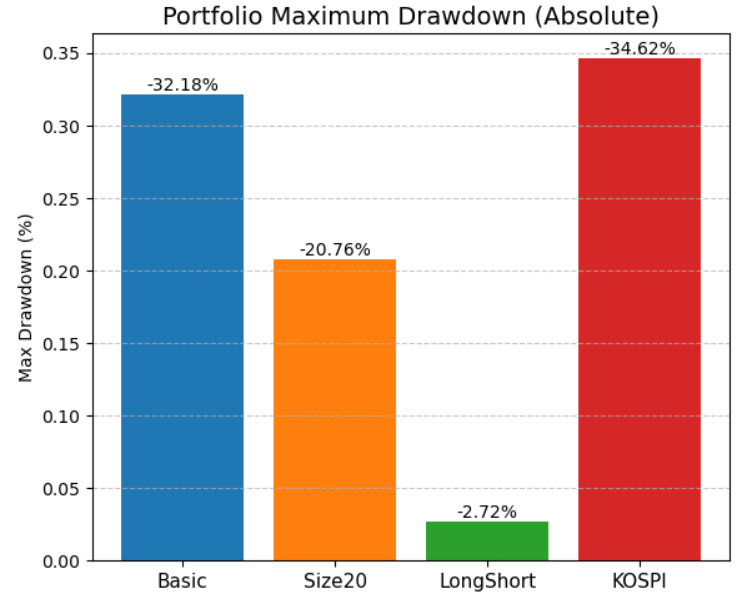 Portfolio Maximum Drawdown (Absolute)
Max Drawdown (%)
0.35
0.30
0.25
0.20
0.15
0.10
0.05
0.00
-32.18%
-20.76%
-2.72%
-34.62%
Basic
Size20
LongShort
KOSPI